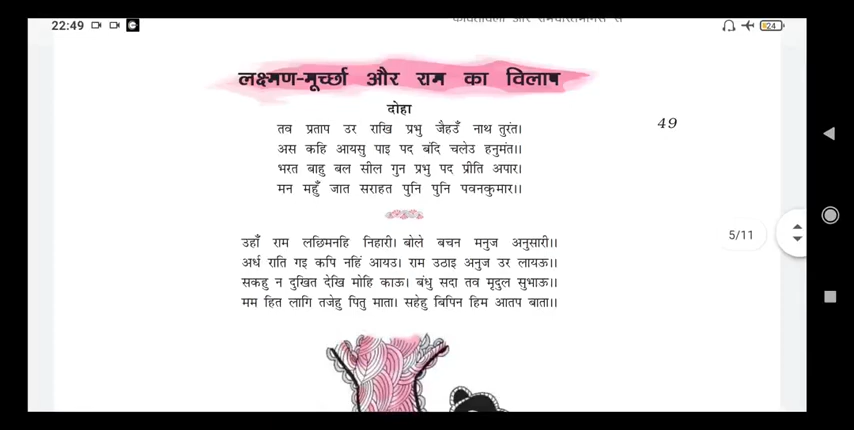 22:49
24
लक्ष्मण-मूर्च्छा और राम का विलाप
दोहा
तव प्रताप उर राखि प्रभु जैहउँ नाथ तुरंत।
अस कहि आयसु पाइ पद बंदि चलेउ हनुमंत।।
भरत बाहु बल सील गुन प्रभु पद प्रीति अपार।
मन महुँ जात सराहत पुनि पुनि पवनकुमार।।
49
उहाँ राम लछिमनहि निहारी। बोले बचन मनुज अनुसारी।।
अर्ध राति गइ कपि नहिं आयउ। राम उठाइ अनुज उर लायऊ।।
सकहु न दुखित देखि मोहि काऊ। बंधु सदा तव मृदुल सुभाऊ।।
मम हित लागि तजेहु पितु माता। सहेहु बिपिन हिम आतप बाता।।
5/11